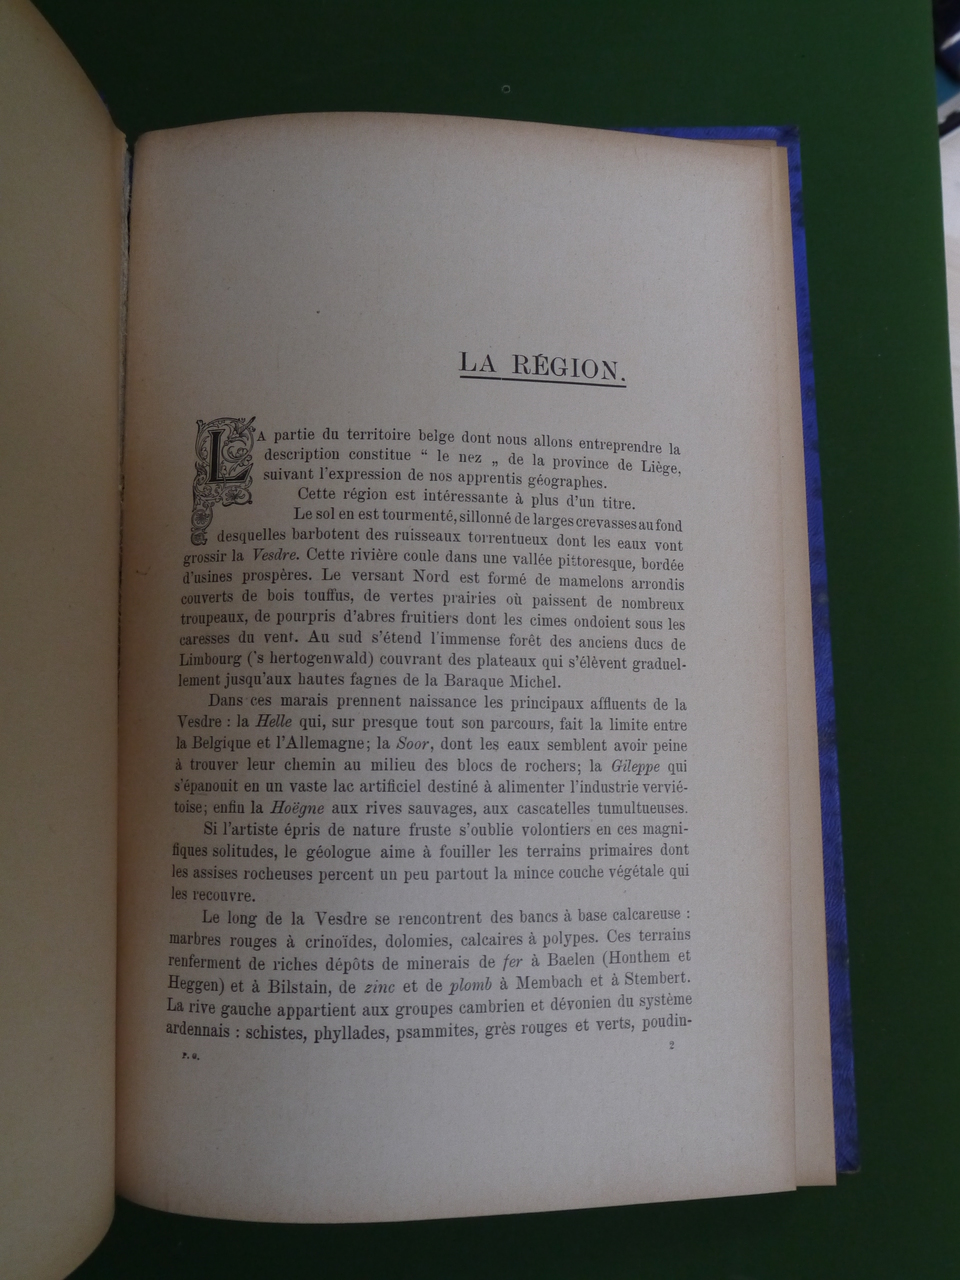 LA RÉGION.
LA partie du territoire belge dont nous allons entreprendre la
description constitue “ le nez „ de la province de Liège,
suivant l'expression de nos apprentis géographes.
Cette région est intéressante à plus d'un titre.
Le sol en est tourmenté, sillonné de larges crevasses au fond
desquelles barbotent des ruisseaux torrentueux dont les eaux vont
grossir la Vesdre. Cette rivière coule dans une vallée pittoresque, bordée
d'usines prospères. Le versant Nord est formé de mamelons arrondis
couverts de bois touffus, de vertes prairies où paissent de nombreux
troupeaux, de pourpris d'abres fruitiers dont les cimes ondoient sous les
caresses du vent. Au sud s'étend l'immense forêt des anciens ducs de
Limbourg ('s hertogenwald) couvrant des plateaux qui s'élèvent graduel-
lement jusqu'aux hautes fagnes de la Baraque Michel.
Dans ces marais prennent naissance les principaux affluents de la
Vesdre : la Helle qui, sur presque tout son parcours, fait la limite entre
la Belgique et l'Allemagne; la Soor, dont les eaux semblent avoir peine
à trouver leur chemin au milieu des blocs de rochers; la Gileppe qui
s'épanouit en un vaste lac artificiel destiné à alimenter l'industrie vervié-
toise; enfin la Hoëgne aux rives sauvages, aux cascatelles tumultueuses.
Si l'artiste épris de nature fruste s'oublie volontiers en ces magni-
fiques solitudes, le géologue aime à fouiller les terrains primaires dont
les assises rocheuses percent un peu partout la mince couche végétale qui
les recouvre.
Le long de la Vesdre se rencontrent des bancs à base calcareuse :
marbres rouges à crinoïdes, dolomies, calcaires à polypes. Ces terrains
renferment de riches dépôts de minerais de fer à Baelen (Honthem et
Heggen) et à Bilstain, de zinc et de plomb à Membach et à Stembert.
La rive gauche appartient aux groupes cambrien et dévonien du système
ardennais : schistes, phyllades, psammites, grès rouges et verts, poudin-
P. G. 2